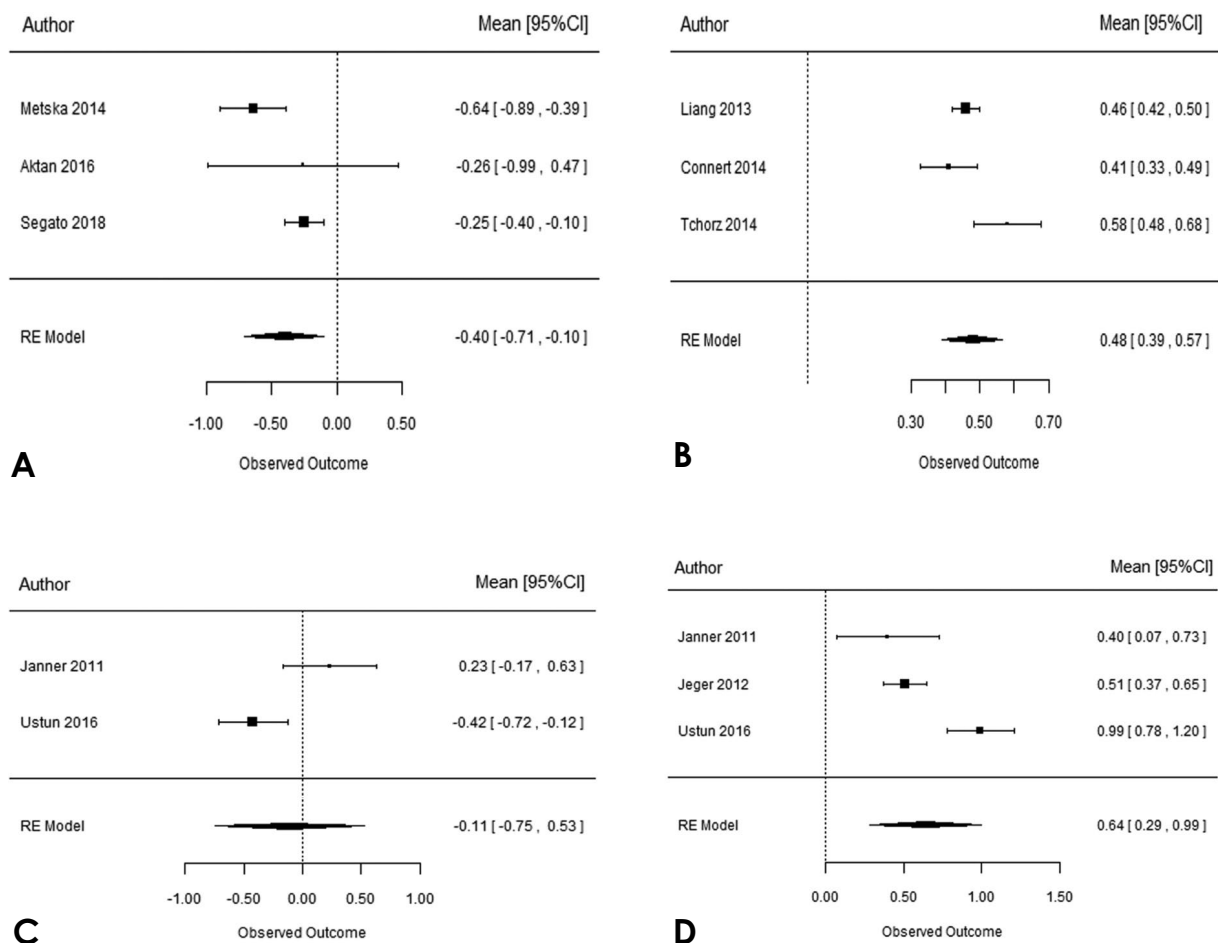 Author Mean [95%CI]
Metska 2014 -0.64 [ -0.89 , -0.39 ]
Aktan 2016 -0.26 [ -0.99 , 0.47 ]
Segato 2018 -0.25 [ -0.40 , -0.10 ]
RE Model -0.40 [ -0.71 , -0.10 ]
-1.00 -0.50 0.00 0.50
Observed Outcome
A
Author Mean [95%CI]
Liang 2013 0.46 [ 0.42 , 0.50 ]
Connert 2014 0.41 [ 0.33 , 0.49 ]
Tchorz 2014 0.58 [ 0.48 , 0.68 ]
RE Model 0.48 [ 0.39 , 0.57 ]
0.30 0.50 0.70
Observed Outcome
B
Author Mean [95%CI]
Janner 2011 0.23 [ -0.17 , 0.63 ]
Ustun 2016 -0.42 [ -0.72 , -0.12 ]
RE Model -0.11 [ -0.75 , 0.53 ]
-1.00 -0.50 0.00 0.50 1.00
Observed Outcome
C
Author Mean [95%CI]
Janner 2011 0.40 [ 0.07 , 0.73 ]
Jeger 2012 0.51 [ 0.37 , 0.65 ]
Ustun 2016 0.99 [ 0.78 , 1.20 ]
RE Model 0.64 [ 0.29 , 0.99 ]
0.00 0.50 1.00 1.50
Observed Outcome
D